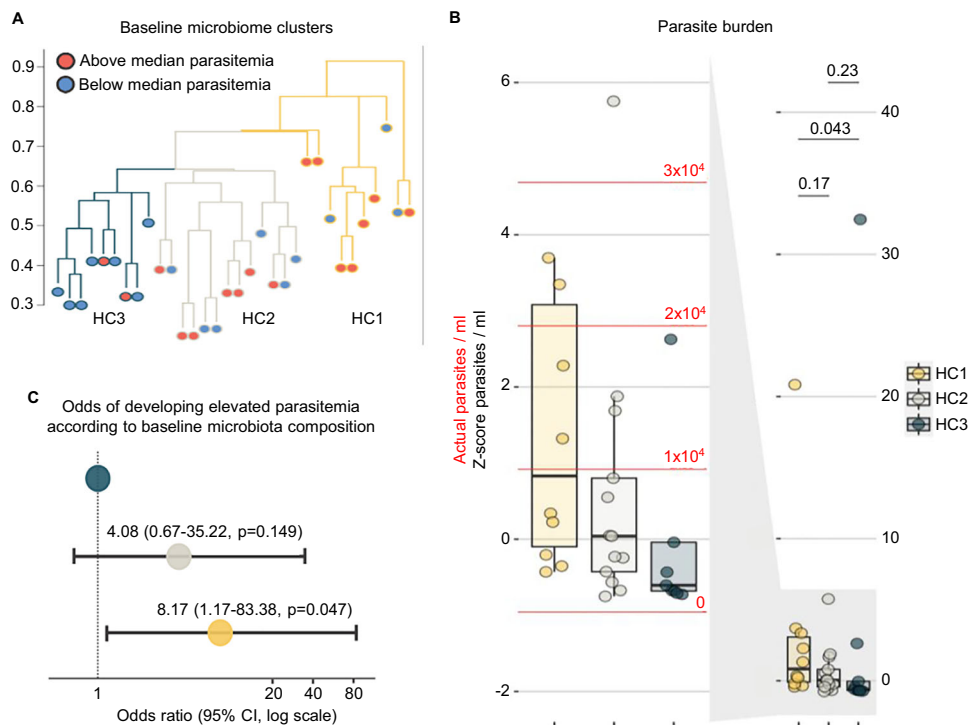 A
Baseline microbiome clusters
Above median parasitemia
Below median parasitemia
0.9
0.8
0.7
0.6
0.5
0.4
0.3
HC3
HC2
HC1
B
Parasite burden
Actual parasites / ml
Z-score parasites / ml
6
4
2
0
-2
3x10⁴
2x10⁴
1x10⁴
0
0.23
0.043
0.17
40
30
20
10
0
HC1
HC2
HC3
C
Odds of developing elevated parasitemia
according to baseline microbiota composition
4.08 (0.67-35.22, p=0.149)
8.17 (1.17-83.38, p=0.047)
1
20
40
80
Odds ratio (95% CI, log scale)